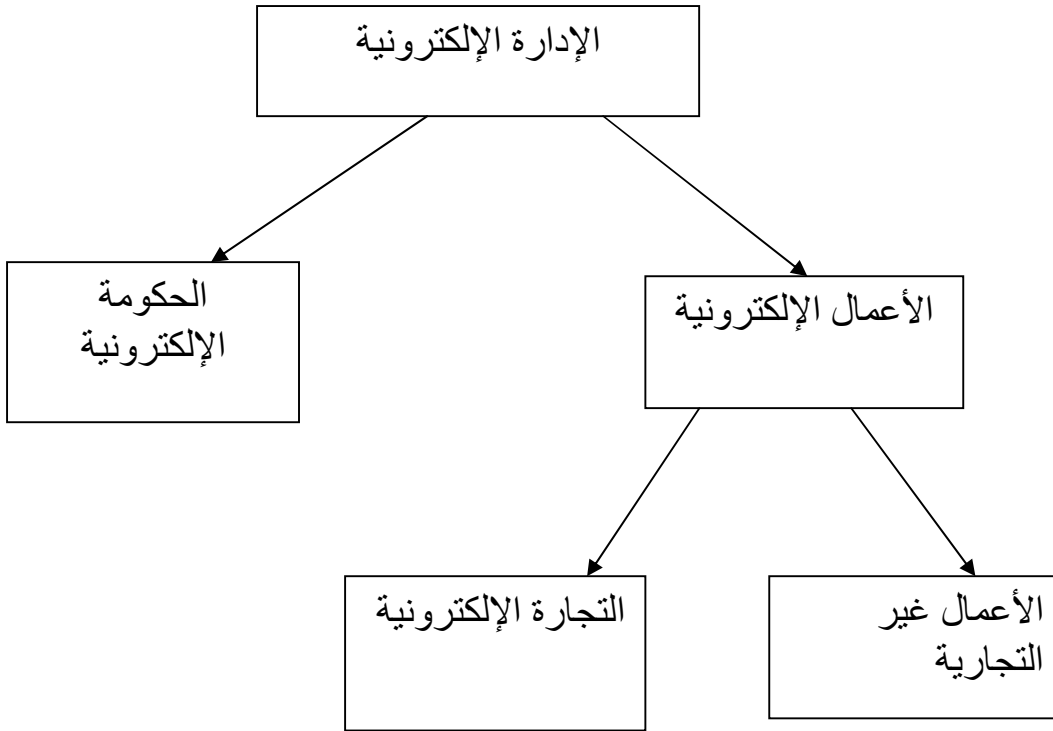 الإدارة الإلكترونية
الأعمال الإلكترونية
الحكومة
الإلكترونية
الأعمال غير
التجارية
التجارة الإلكترونية